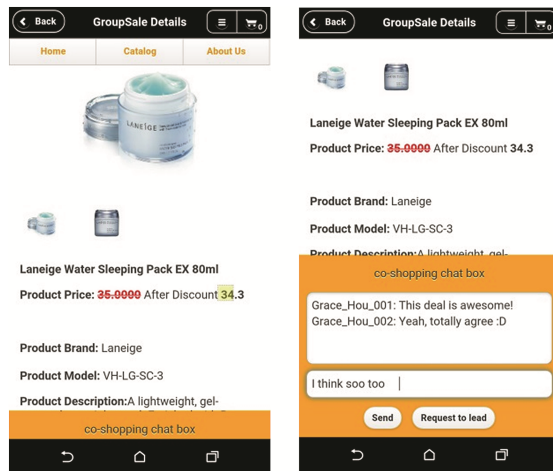 Back
GroupSale Details
0
Home
Catalog
About Us
LANEIGE
Laneige Water Sleeping Pack EX 80ml
Product Price: 35.0000 After Discount 34.3
Product Brand: Laneige
Product Model: VH-LG-SC-3
Product Description:A lightweight, gel-
co-shopping chat box
Back
GroupSale Details
0
Laneige Water Sleeping Pack EX 80ml
Product Price: 35.0000 After Discount 34.3
Product Brand: Laneige
Product Model: VH-LG-SC-3
Product Description:A lightweight, gel-
co-shopping chat box
Grace_Hou_001: This deal is awesome!
Grace_Hou_002: Yeah, totally agree :D
I think soo too
Send
Request to lead